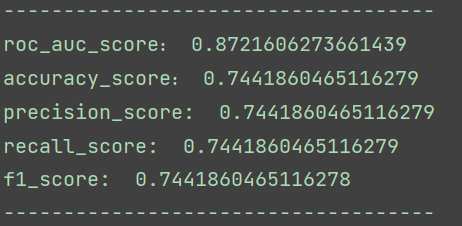 ------------------------------------
roc_auc_score： 0.8721606273661439
accuracy_score： 0.7441860465116279
precision_score:  0.7441860465116279
recall_score:  0.7441860465116279
f1_score:  0.7441860465116278
------------------------------------